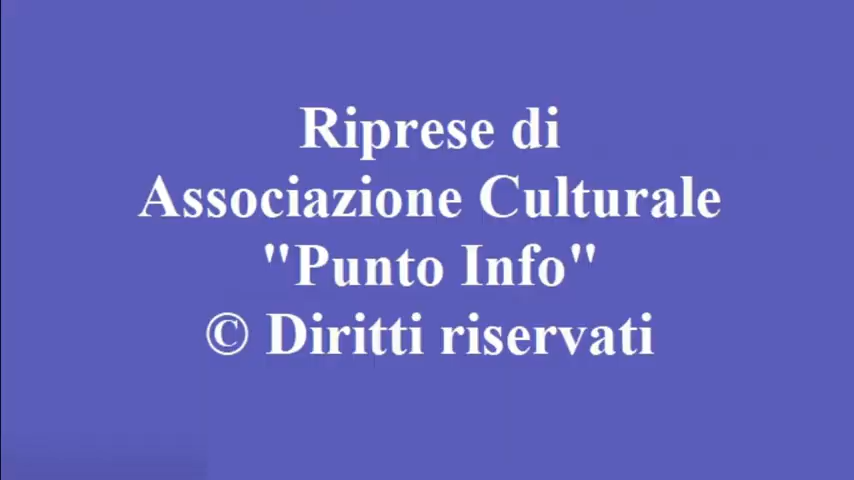 Riprese di
Associazione Culturale
"Punto Info"
© Diritti riservati